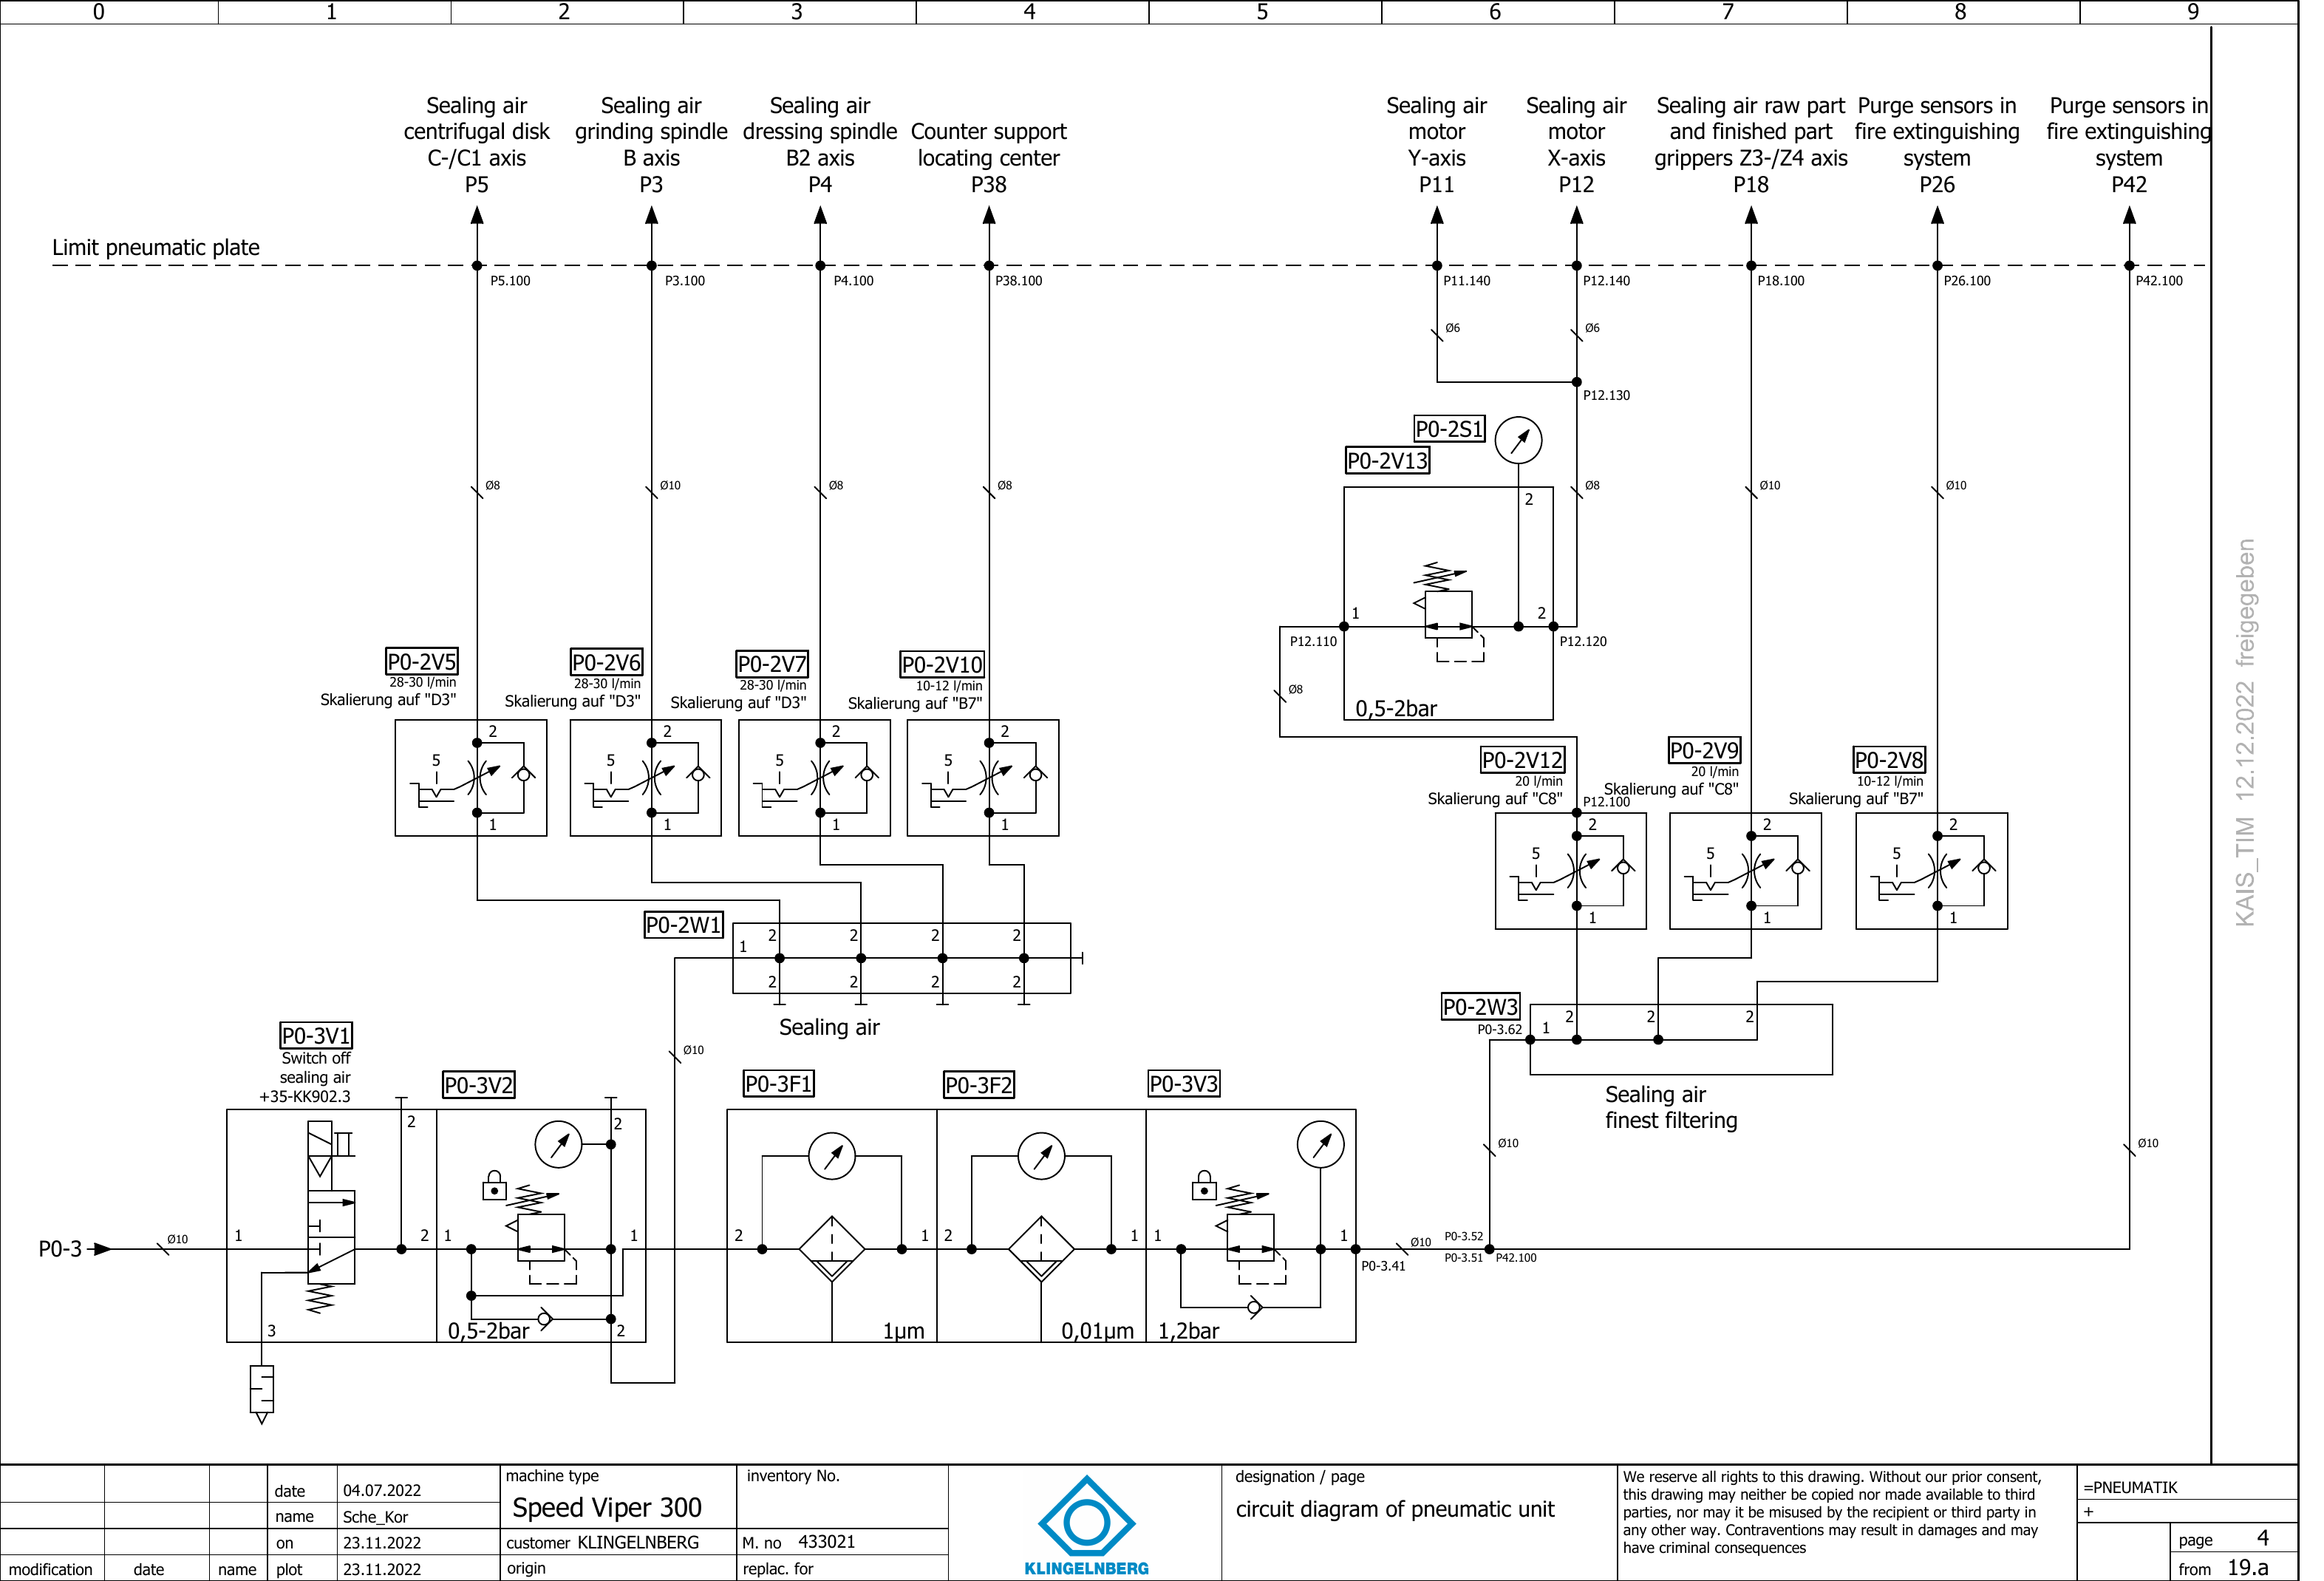 0 1 2 3 4 5 6 7 8 9
Sealing air
centrifugal disk
C-/C1 axis
P5
Sealing air
grinding spindle
B axis
P3
Sealing air
dressing spindle
B2 axis
P4
Counter support
locating center
P38
Sealing air
motor
Y-axis
P11
Sealing air
motor
X-axis
P12
Sealing air raw part
and finished part
grippers Z3-/Z4 axis
P18
Purge sensors in
fire extinguishing
system
P26
Purge sensors in
fire extinguishing
system
P42
Limit pneumatic plate
P5.100 P3.100 P4.100 P38.100 P11.140 P12.140 P18.100 P26.100 P42.100
Ø6 Ø6
P12.130
P0-2S1
P0-2V13
Ø8 Ø10 Ø8 Ø8 2 Ø8 Ø10 Ø10
1 2
P12.110 P12.120
Ø8
0,5-2bar
P0-2V5
28-30 l/min
Skalierung auf "D3"
2
5
1
P0-2V6
28-30 l/min
Skalierung auf "D3"
2
5
1
P0-2V7
28-30 l/min
Skalierung auf "D3"
2
5
1
P0-2V10
10-12 l/min
Skalierung auf "B7"
2
5
1
P0-2V12
20 l/min
Skalierung auf "C8"
P12.100
2
5
1
P0-2V9
20 l/min
Skalierung auf "C8"
2
5
1
P0-2V8
10-12 l/min
Skalierung auf "B7"
2
5
1
P0-2W1
1 2 2 2 2
2 2 2 2
Sealing air
Ø10
P0-2W3
P0-3.62 1 2 2 2
Sealing air
finest filtering
P0-3V1
Switch off
sealing air
+35-KK902.3
2
P0-3 Ø10 1 2
3
P0-3V2
2
1 1
0,5-2bar 2
P0-3F1
2 1
1µm
P0-3F2
2 1
0,01µm
P0-3V3
1 1
1,2bar
P0-3.41
Ø10
P0-3.52
P0-3.51 P42.100
Ø10
Ø10
KAIS_TIM 12.12.2022 freigegeben
modification date name
date 04.07.2022
name Sche_Kor
on 23.11.2022
plot 23.11.2022
machine type
Speed Viper 300
customer KLINGELNBERG
origin
inventory No.
M. no 433021
replac. for
KLINGELNBERG
designation / page
circuit diagram of pneumatic unit
We reserve all rights to this drawing. Without our prior consent,
this drawing may neither be copied nor made available to third
parties, nor may it be misused by the recipient or third party in
any other way. Contraventions may result in damages and may
have criminal consequences
=PNEUMATIK
+
page 4
from 19.a